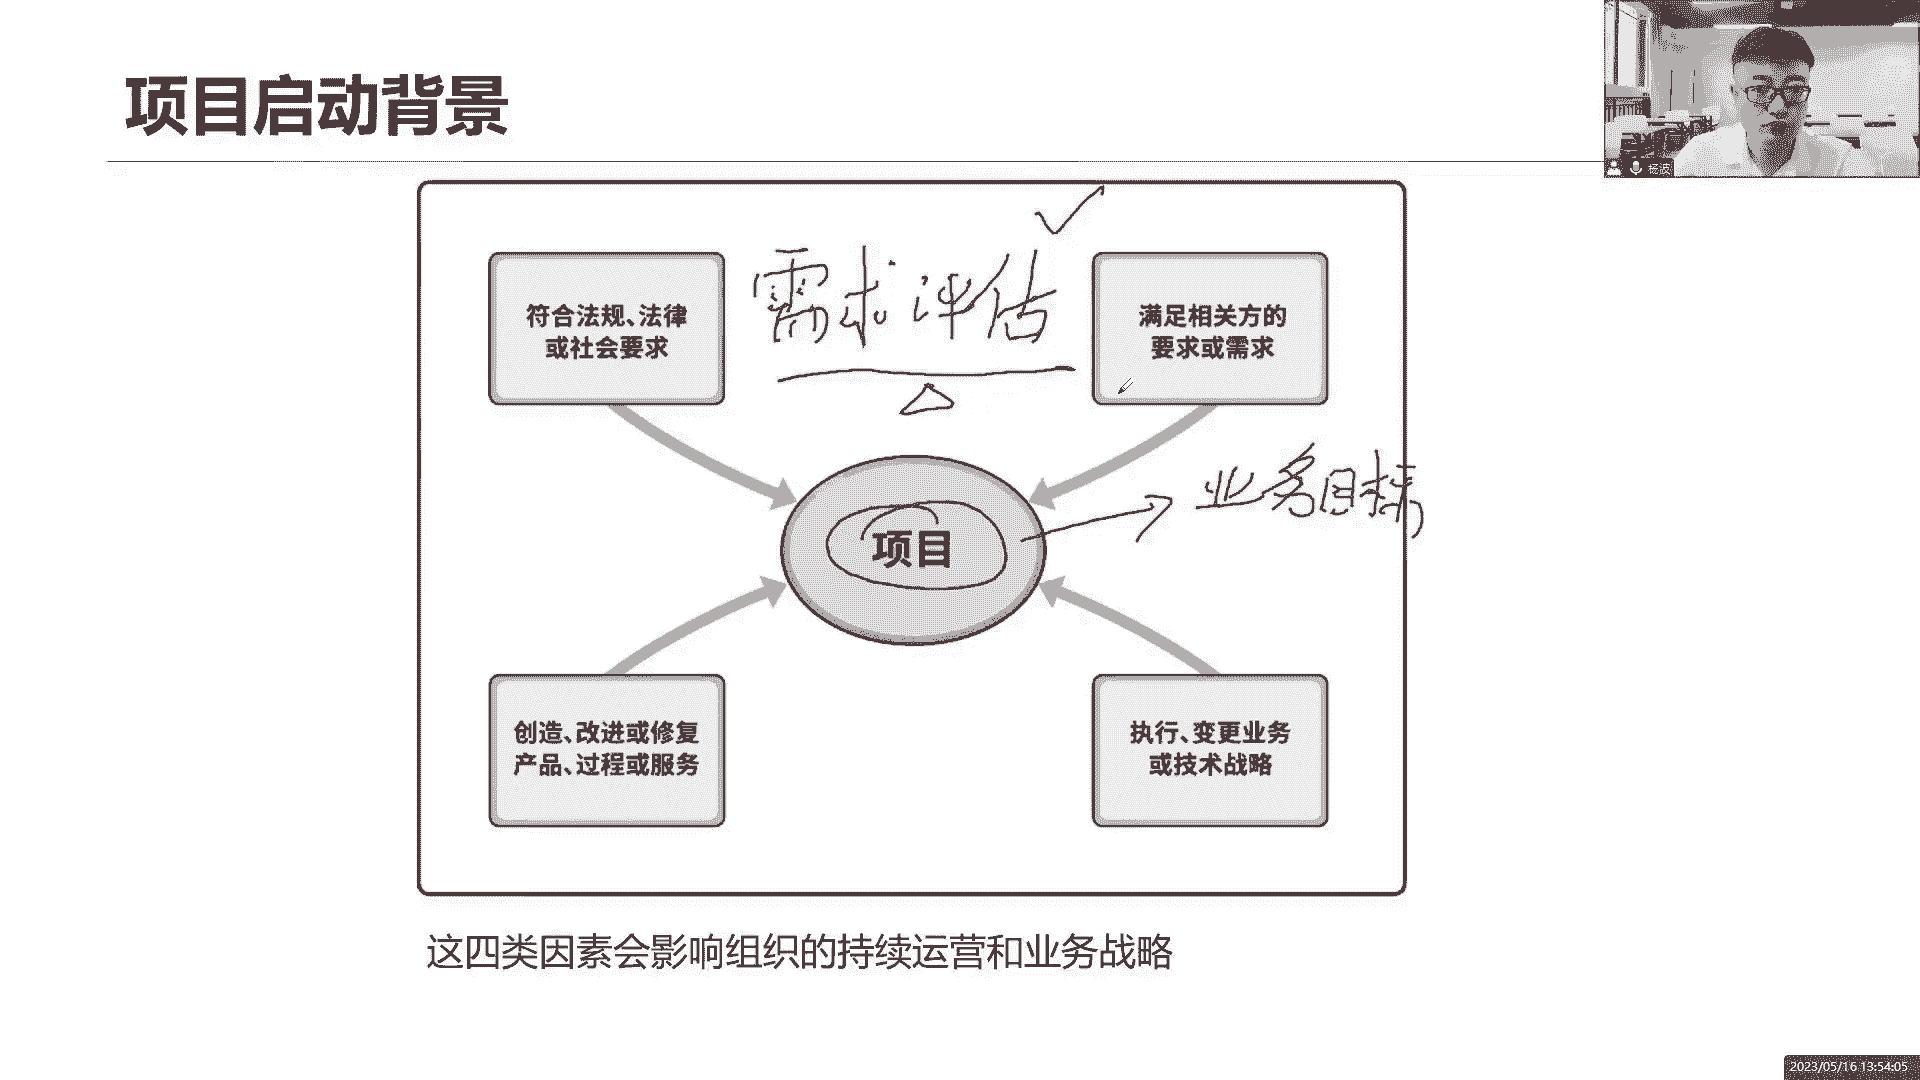 项目启动背景
杨波
符合法规、法律
或社会要求
需求评估
满足相关方的
要求或需求
项目
业务目标
创造、改进或修复
产品、过程或服务
执行、变更业务
或技术战略
这四类因素会影响组织的持续运营和业务战略
2023/05/16 13:54:05